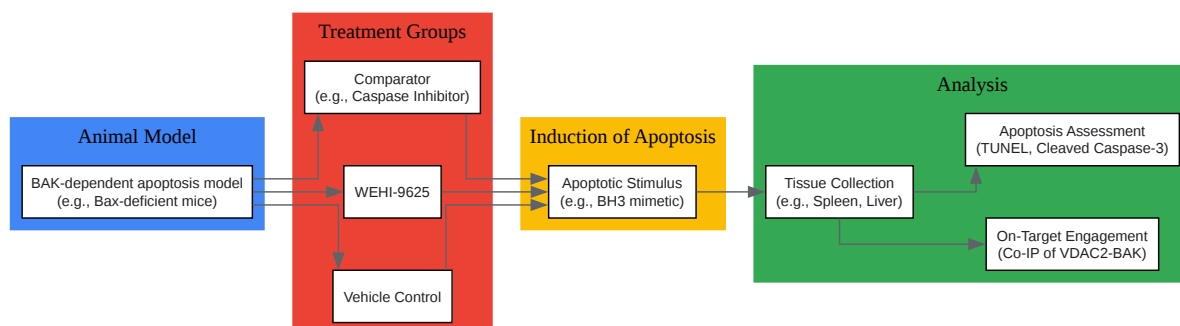 Animal Model
BAK-dependent apoptosis model
(e.g., Bax-deficient mice)
Treatment Groups
Comparator
(e.g., Caspase Inhibitor)
WEHI-9625
Vehicle Control
Induction of Apoptosis
Apoptotic Stimulus
(e.g., BH3 mimetic)
Analysis
Tissue Collection
(e.g., Spleen, Liver)
Apoptosis Assessment
(TUNEL, Cleaved Caspase-3)
On-Target Engagement
(Co-IP of VDAC2-BAK)